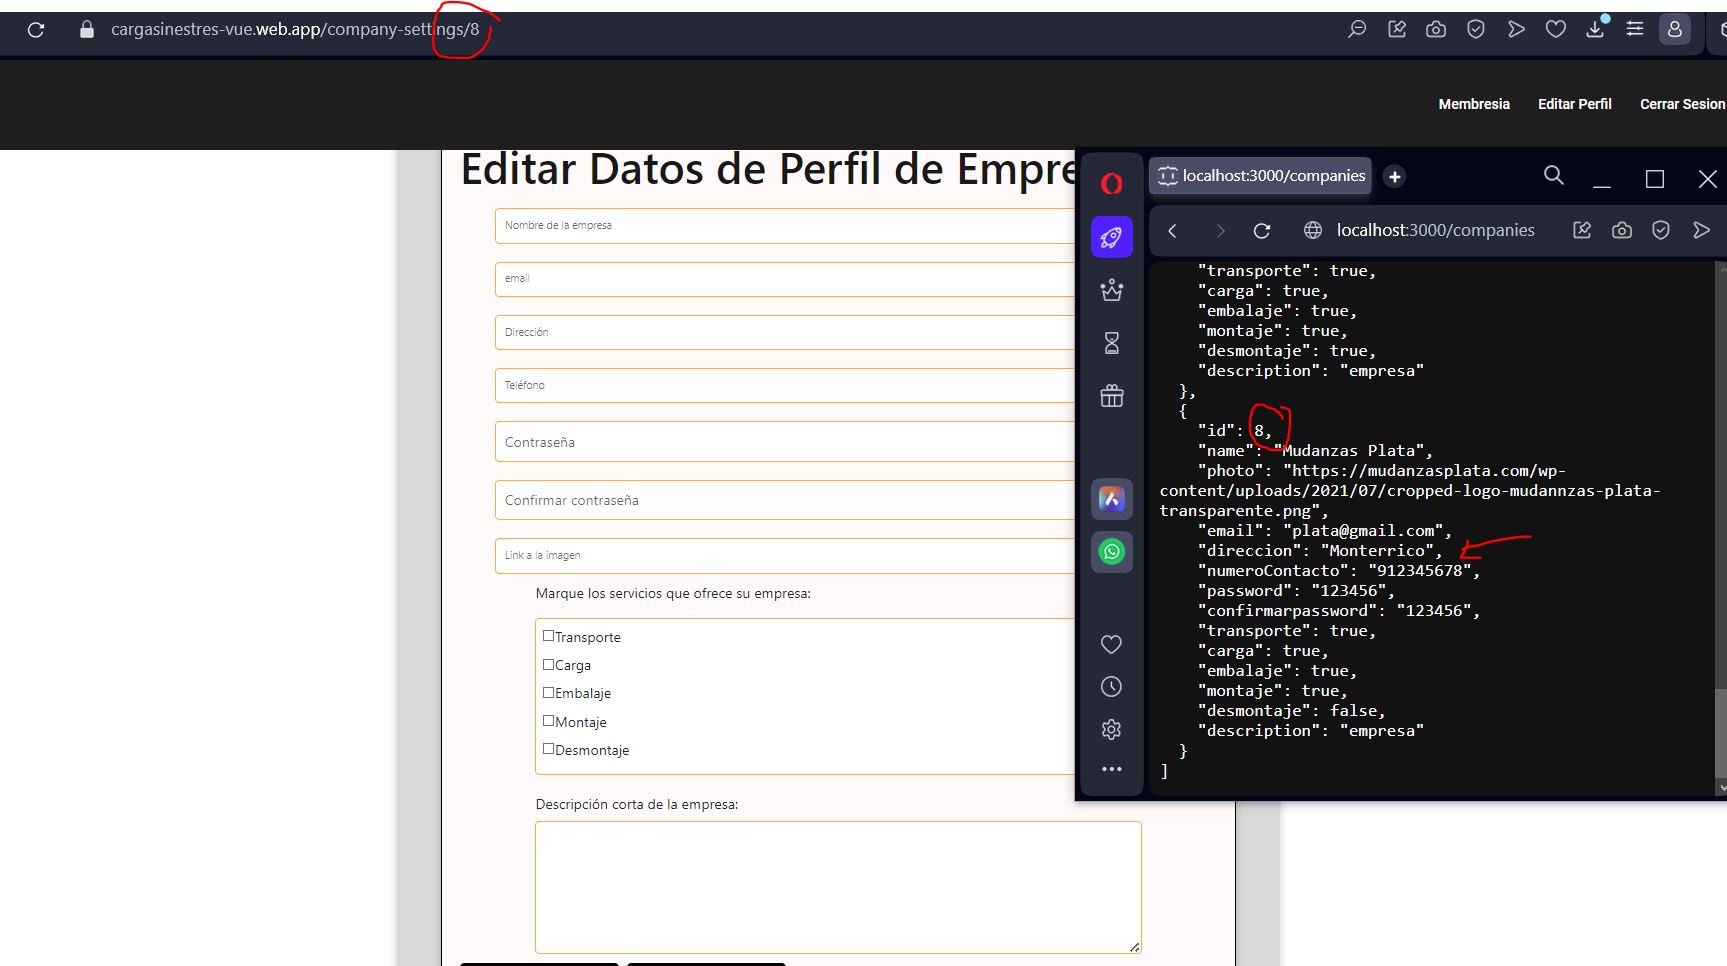 cargasinestres-vue.web.app/company-settings/8
Membresia Editar Perfil Cerrar Sesion
Editar Datos de Perfil de Empre
Nombre de la empresa
email
Dirección
Teléfono
Contraseña
Confirmar contraseña
Link a la imagen
Marque los servicios que ofrece su empresa:
Transporte
Carga
Embalaje
Montaje
Desmontaje
Descripción corta de la empresa:
localhost:3000/companies
localhost:3000/companies
"transporte": true,
"carga": true,
"embalaje": true,
"montaje": true,
"desmontaje": true,
"description": "empresa"
},
{
"id": 8,
"name": "Mudanzas Plata",
"photo": "https://mudanzasplata.com/wp-
content/uploads/2021/07/cropped-logo-mudannzas-plata-
transparente.png",
"email": "plata@gmail.com",
"direccion": "Monterrico",
"numeroContacto": "912345678",
"password": "123456",
"confirmarpassword": "123456",
"transporte": true,
"carga": true,
"embalaje": true,
"montaje": true,
"desmontaje": false,
"description": "empresa"
}
]